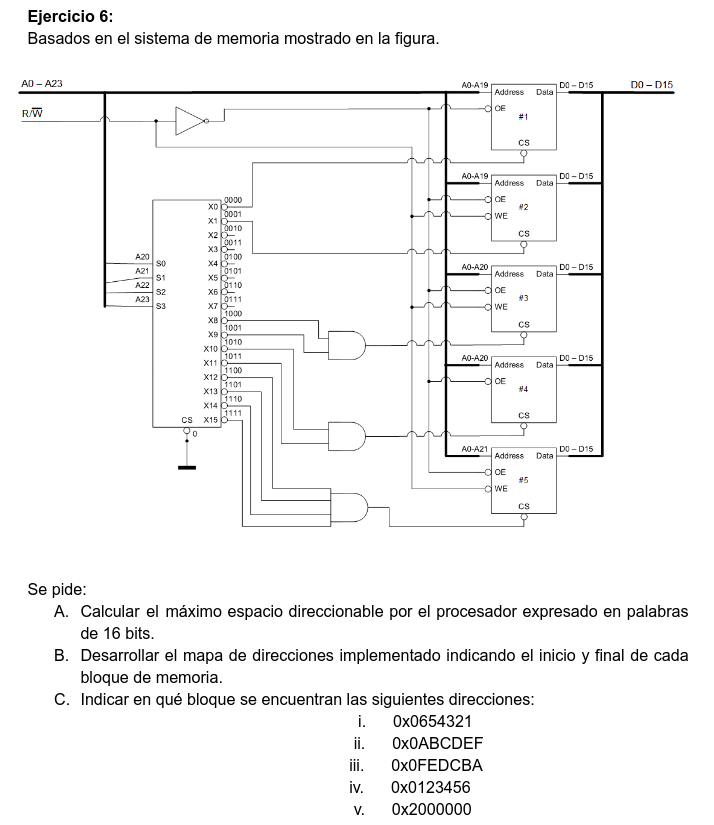 Ejercicio 6:
Basados en el sistema de memoria mostrado en la figura.
A0 – A23
A0-A19
D0 – D15
D0 – D15
Address Data
R/W̅
OE
#1
CS
A0-A19
D0 – D15
Address Data
OE
#2
WE
CS
A0-A20
D0 – D15
Address Data
OE
#3
WE
CS
A0-A20
D0 – D15
Address Data
OE
#4
CS
A0-A21
D0 – D15
Address Data
OE
#5
WE
CS
A20 S0
A21 S1
A22 S2
A23 S3
X0 0000
X1 0001
X2 0010
X3 0011
X4 0100
X5 0101
X6 0110
X7 0111
X8 1000
X9 1001
X10 1010
X11 1011
X12 1100
X13 1101
X14 1110
CS X15 1111
0
Se pide:
A. Calcular el máximo espacio direccionable por el procesador expresado en palabras
de 16 bits.
B. Desarrollar el mapa de direcciones implementado indicando el inicio y final de cada
bloque de memoria.
C. Indicar en qué bloque se encuentran las siguientes direcciones:
i. 0x0654321
ii. 0x0ABCDEF
iii. 0x0FEDCBA
iv. 0x0123456
v. 0x2000000